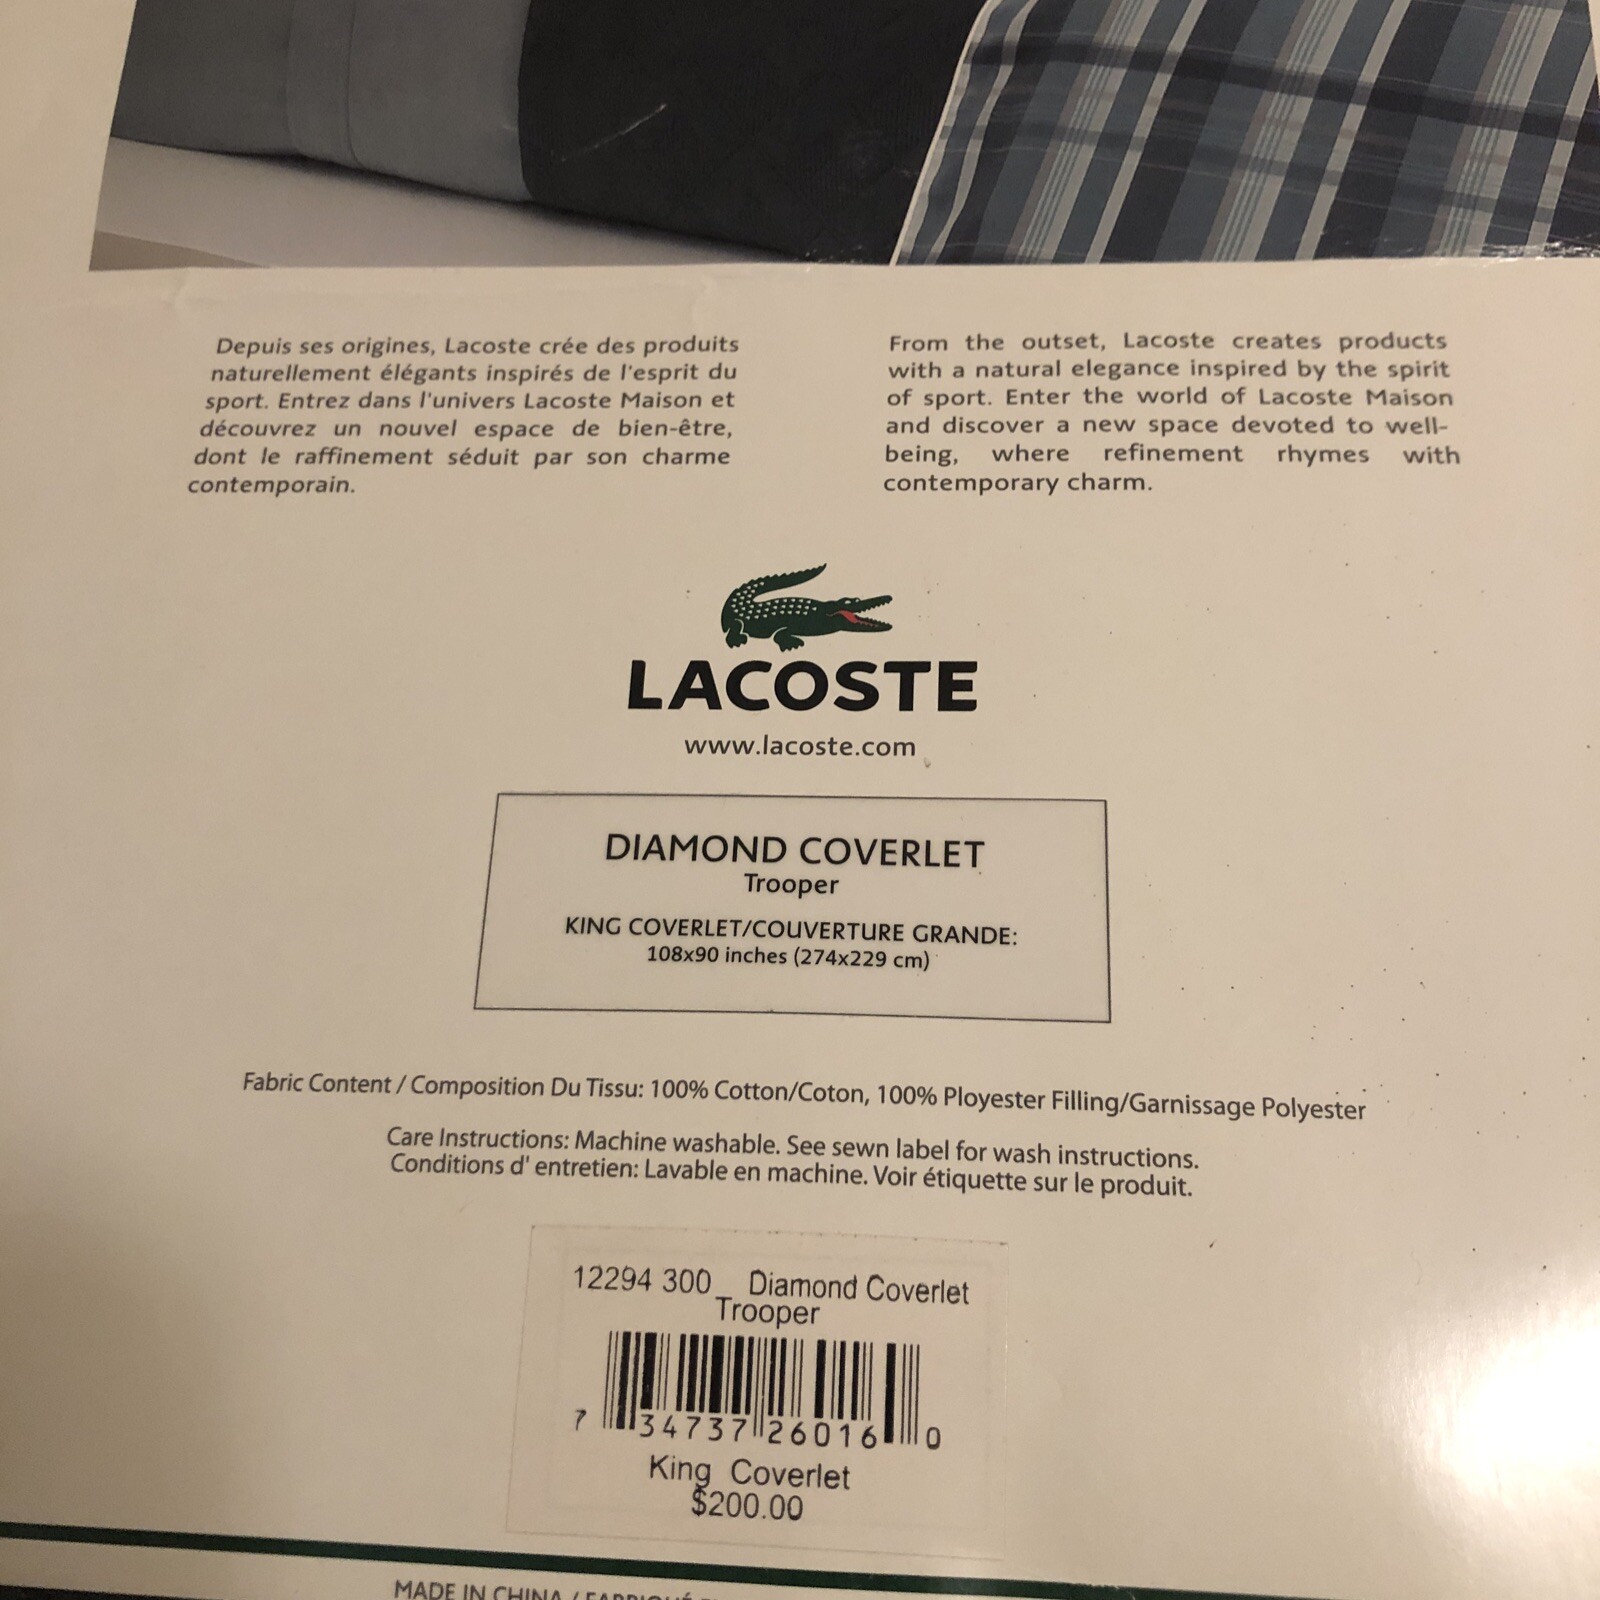 Depuis ses origines, Lacoste crée des produits
naturellement élégants inspirés de l'esprit du
sport. Entrez dans l'univers Lacoste Maison et
découvrez un nouvel espace de bien-être,
dont le raffinement séduit par son charme
contemporain.
From the outset, Lacoste creates products
with a natural elegance inspired by the spirit
of sport. Enter the world of Lacoste Maison
and discover a new space devoted to well-
being, where refinement rhymes with
contemporary charm.
LACOSTE
www.lacoste.com
DIAMOND COVERLET
Trooper
KING COVERLET/COUVERTURE GRANDE:
108x90 inches (274x229 cm)
Fabric Content / Composition Du Tissu: 100% Cotton/Coton, 100% Ployester Filling/Garnissage Polyester
Care Instructions: Machine washable. See sewn label for wash instructions.
Conditions d' entretien: Lavable en machine. Voir étiquette sur le produit.
12294 300_ Diamond Coverlet
Trooper
7 34737 26016 0
King Coverlet
$200.00
MADE IN CHINA / FABRIQUÉ